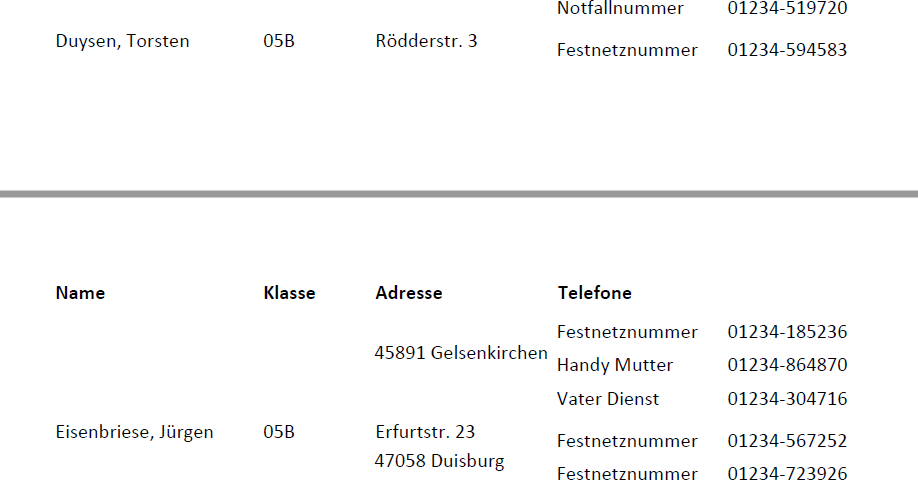 Notfallnummer 01234-519720
Duysen, Torsten 05B Rödderstr. 3
Festnetznummer 01234-594583
Name Klasse Adresse Telefone
Festnetznummer 01234-185236
45891 Gelsenkirchen
Handy Mutter 01234-864870
Vater Dienst 01234-304716
Eisenbriese, Jürgen 05B Erfurtstr. 23
Festnetznummer 01234-567252
47058 Duisburg
Festnetznummer 01234-723926